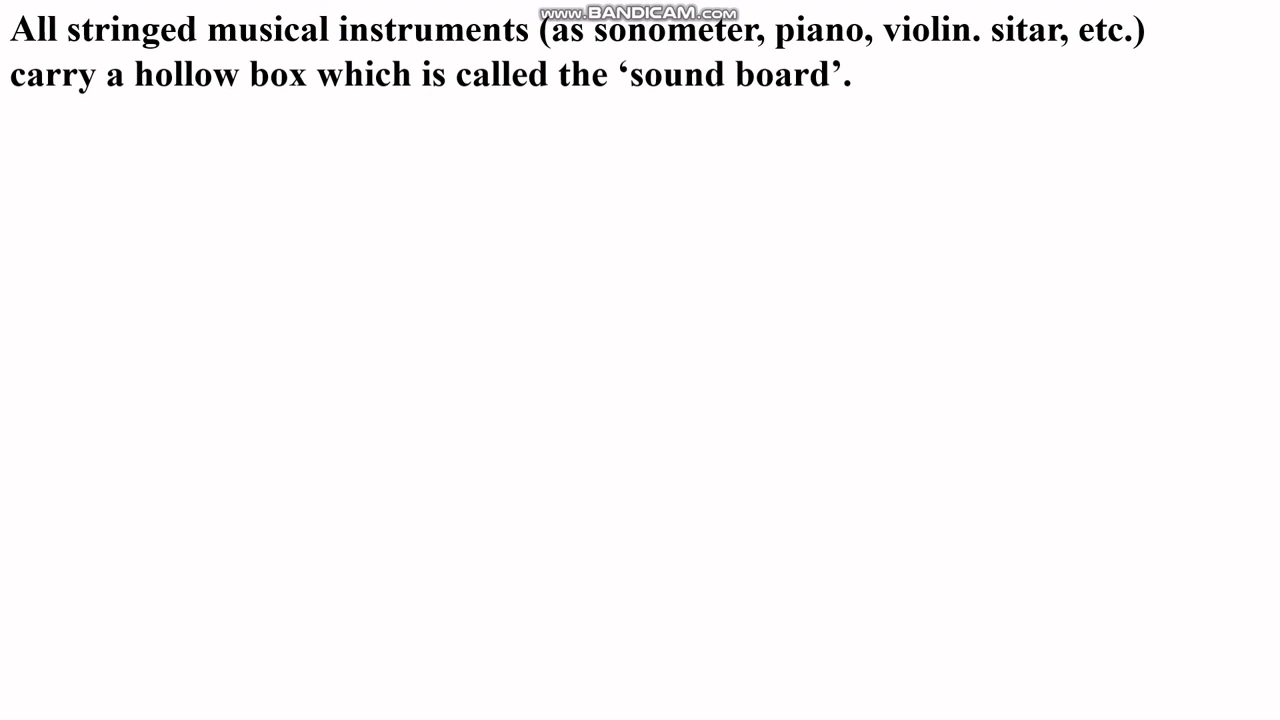 www.BANDICAM.com
All stringed musical instruments (as sonometer, piano, violin. sitar, etc.)
carry a hollow box which is called the ‘sound board’.